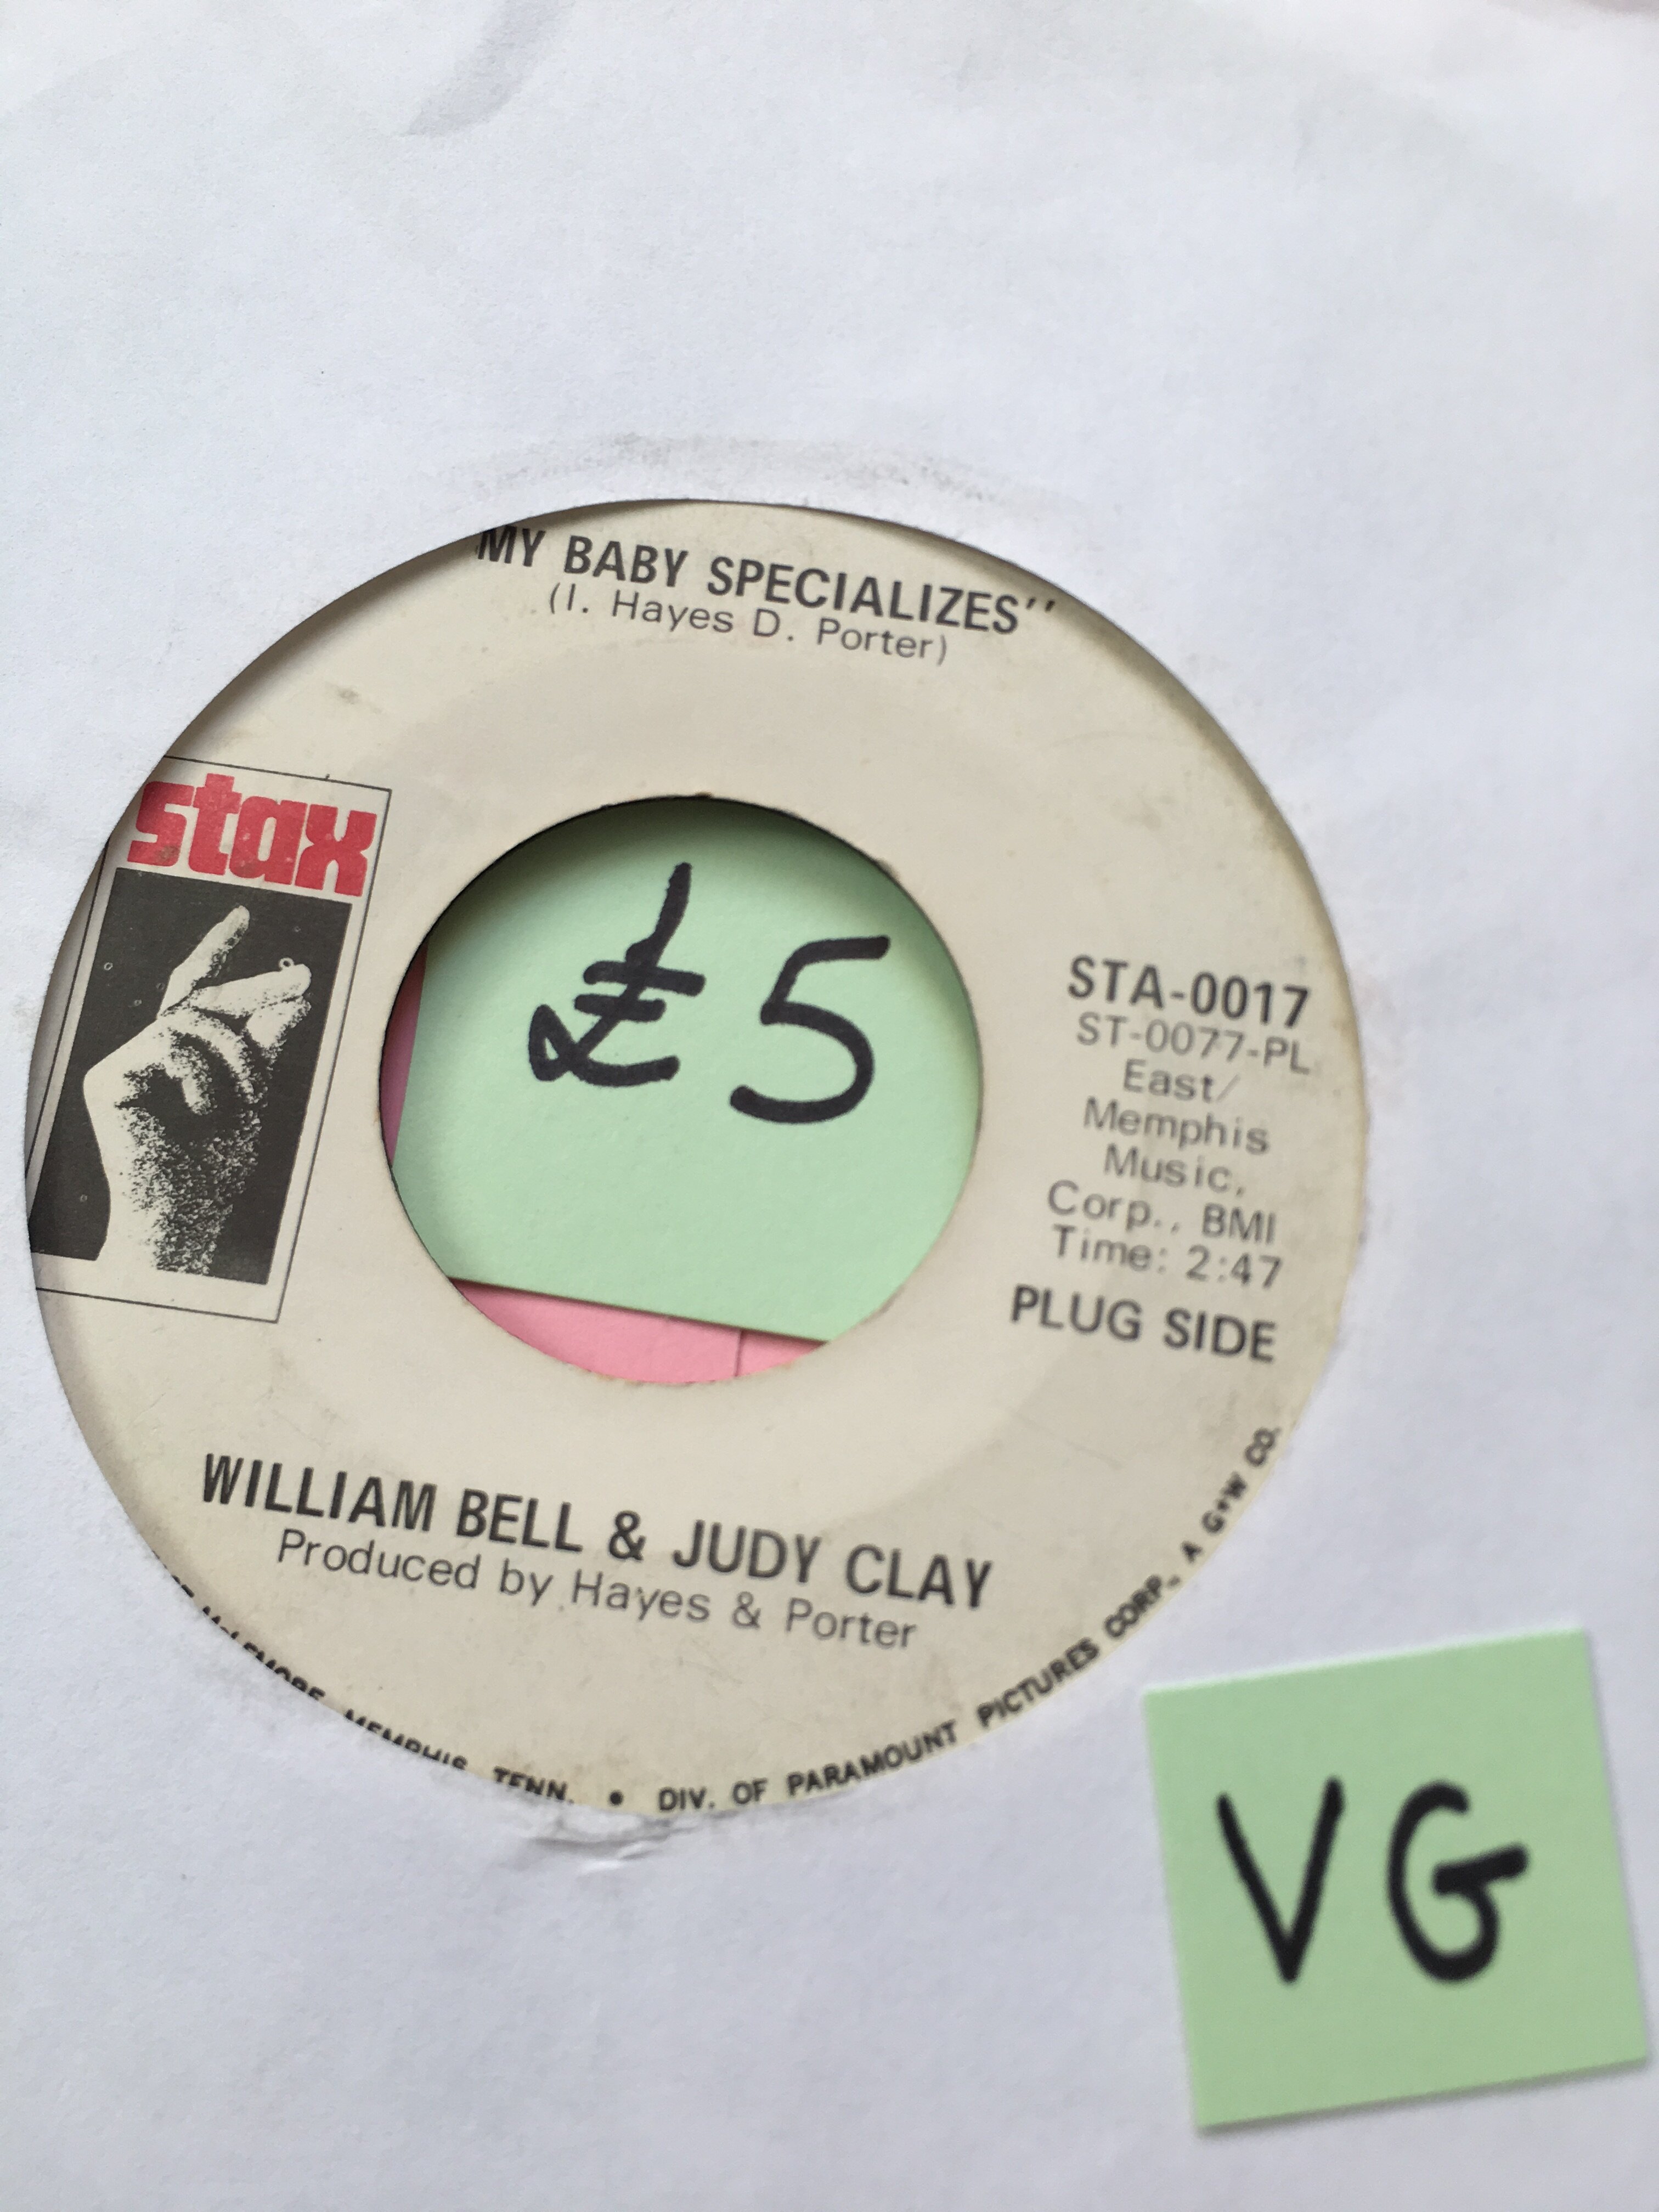 MY BABY SPECIALIZES''
(I. Hayes D. Porter)
stax
£5
STA-0017
ST-0077-PL
East/
Memphis
Music,
Corp., BMI
Time: 2:47
PLUG SIDE
WILLIAM BELL & JUDY CLAY
Produced by Hayes & Porter
MEMPHIS, TENN. • DIV. OF PARAMOUNT PICTURES CORP., A G+W CO.
VG